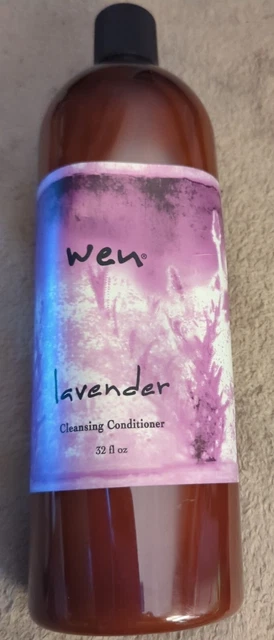 wen®
lavender
Cleansing Conditioner
32 fl oz